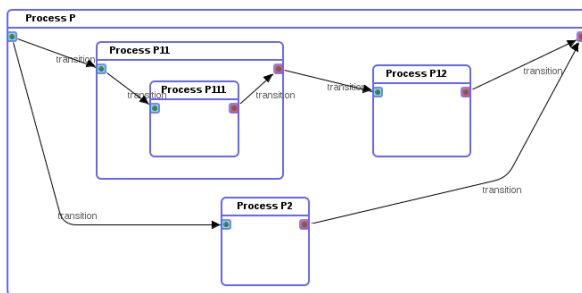 Process P
Process P11
transition
Process P12
transition
Process P111
transition
transition
transition
Process P2
transition
transition